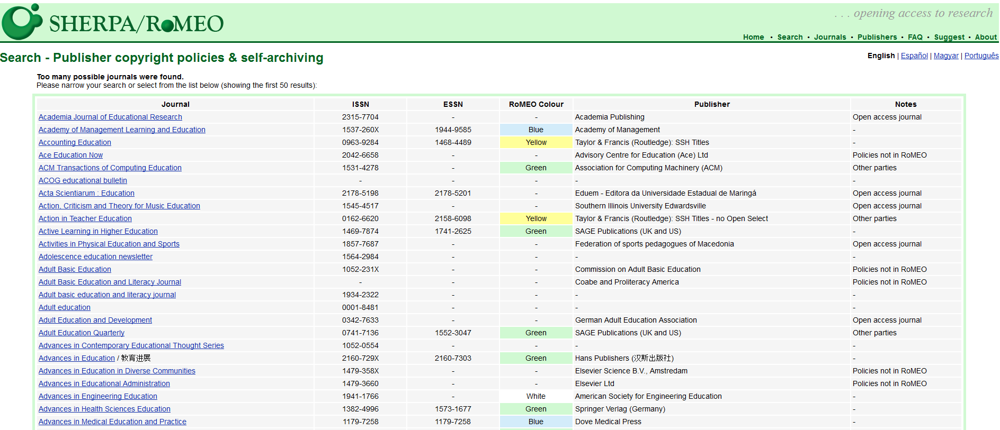 SHERPA/RoMEO
. . . opening access to research
Home • Search • Journals • Publishers • FAQ • Suggest • About
Search - Publisher copyright policies & self-archiving
English | Español | Magyar | Português
Too many possible journals were found.
Please narrow your search or select from the list below (showing the first 50 results):
Journal ISSN ESSN RoMEO Colour Publisher Notes
Academia Journal of Educational Research 2315-7704 - - Academia Publishing Open access journal
Academy of Management Learning and Education 1537-260X 1944-9585 Blue Academy of Management -
Accounting Education 0963-9284 1468-4489 Yellow Taylor & Francis (Routledge): SSH Titles -
Ace Education Now 2042-6658 - - Advisory Centre for Education (Ace) Ltd Policies not in RoMEO
ACM Transactions of Computing Education 1531-4278 - Green Association for Computing Machinery (ACM) Other parties
ACOG educational bulletin - - - - -
Acta Scientiarum : Education 2178-5198 2178-5201 - Eduem - Editora da Universidade Estadual de Maringá Open access journal
Action, Criticism and Theory for Music Education 1545-4517 - - Southern Illinois University Edwardsville Open access journal
Action in Teacher Education 0162-6620 2158-6098 Yellow Taylor & Francis (Routledge): SSH Titles - no Open Select Other parties
Active Learning in Higher Education 1469-7874 1741-2625 Green SAGE Publications (UK and US) -
Activities in Physical Education and Sports 1857-7687 - - Federation of sports pedagogues of Macedonia Open access journal
Adolescence education newsletter 1564-2984 - - - -
Adult Basic Education 1052-231X - - Commission on Adult Basic Education Policies not in RoMEO
Adult Basic Education and Literacy Journal - - - Coabe and Proliteracy America Policies not in RoMEO
Adult basic education and literacy journal 1934-2322 - - - -
Adult education 0001-8481 - - - -
Adult Education and Development 0342-7633 - - German Adult Education Association Open access journal
Adult Education Quarterly 0741-7136 1552-3047 Green SAGE Publications (UK and US) Other parties
Advances in Contemporary Educational Thought Series 1052-0554 - - - -
Advances in Education / 教育进展 2160-729X 2160-7303 Green Hans Publishers (汉斯出版社) -
Advances in Education in Diverse Communities 1479-358X - - Elsevier Science B.V., Amstredam Policies not in RoMEO
Advances in Educational Administration 1479-3660 - - Elsevier Ltd Policies not in RoMEO
Advances in Engineering Education 1941-1766 - White American Society for Engineering Education -
Advances in Health Sciences Education 1382-4996 1573-1677 Green Springer Verlag (Germany) -
Advances in Medical Education and Practice 1179-7258 1179-7258 Blue Dove Medical Press -